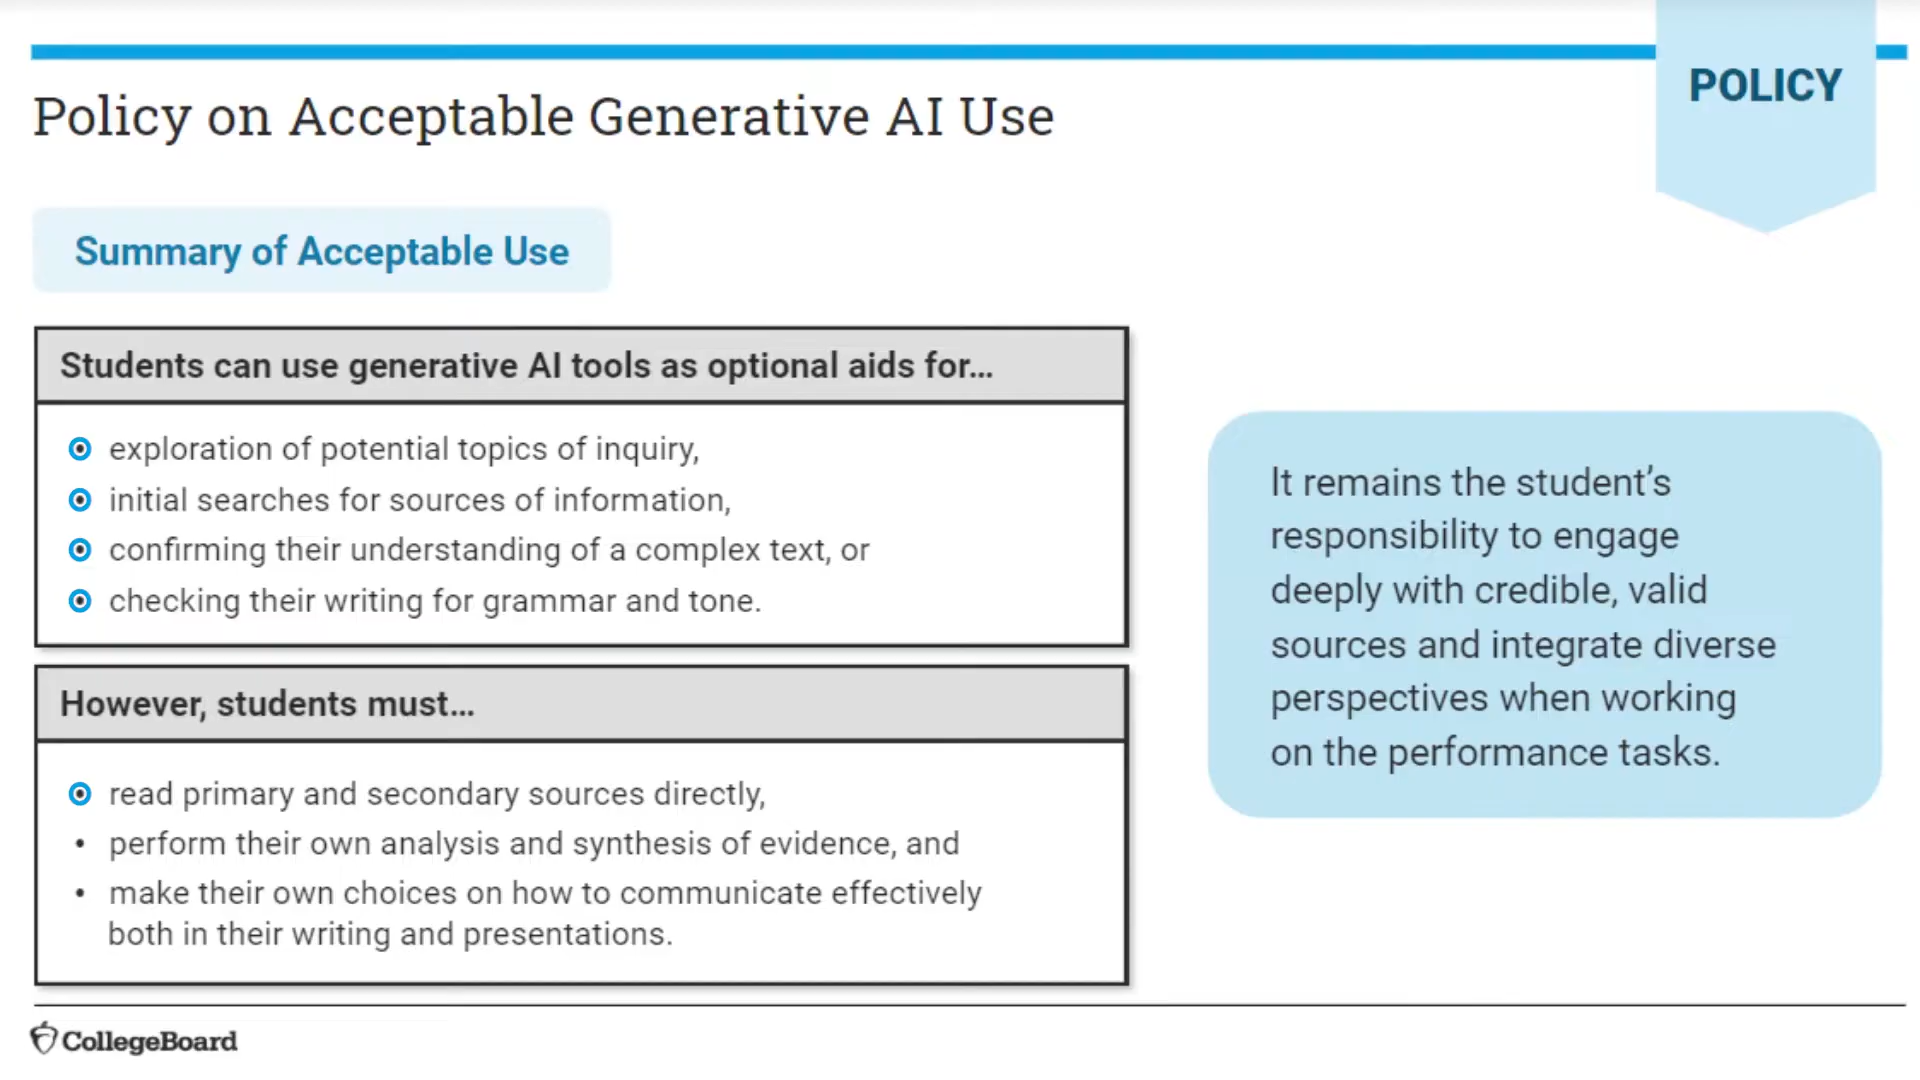 POLICY
Policy on Acceptable Generative AI Use
Summary of Acceptable Use
Students can use generative AI tools as optional aids for...
exploration of potential topics of inquiry,
initial searches for sources of information,
confirming their understanding of a complex text, or
checking their writing for grammar and tone.
However, students must...
• read primary and secondary sources directly,
• perform their own analysis and synthesis of evidence, and
• make their own choices on how to communicate effectively
both in their writing and presentations.
It remains the student's
responsibility to engage
deeply with credible, valid
sources and integrate diverse
perspectives when working
on the performance tasks.
CollegeBoard